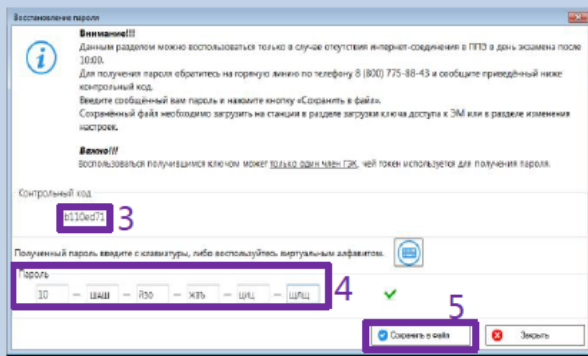 Восстановление пароля
Внимание!!!
Данным разделом можно воспользоваться только в случае отсутствия интернет-соединения в ППЭ в день экзамена после
10:00.
Для получения пароля обратитесь на горячую линию по телефону 8 (800) 775-88-43 и сообщите приведённый ниже
контрольный код.
Введите сообщённый вам пароль и нажмите кнопку «Сохранить в файл».
Сохранённый файл необходимо загрузить на станции в разделе загрузки ключа доступа к ЭМ или в разделе изменения
настроек.
Важно!!!
Воспользоваться получившимся ключом может только один член ГЭК, чей токен используется для получения пароля.
Контрольный код
b110ed71 3
Полученный пароль введите с клавиатуры, либо воспользуйтесь виртуальным алфавитом.
Пароль
10 — шаш — — — шиц — 4
5
Сохранить в файл Закрыть